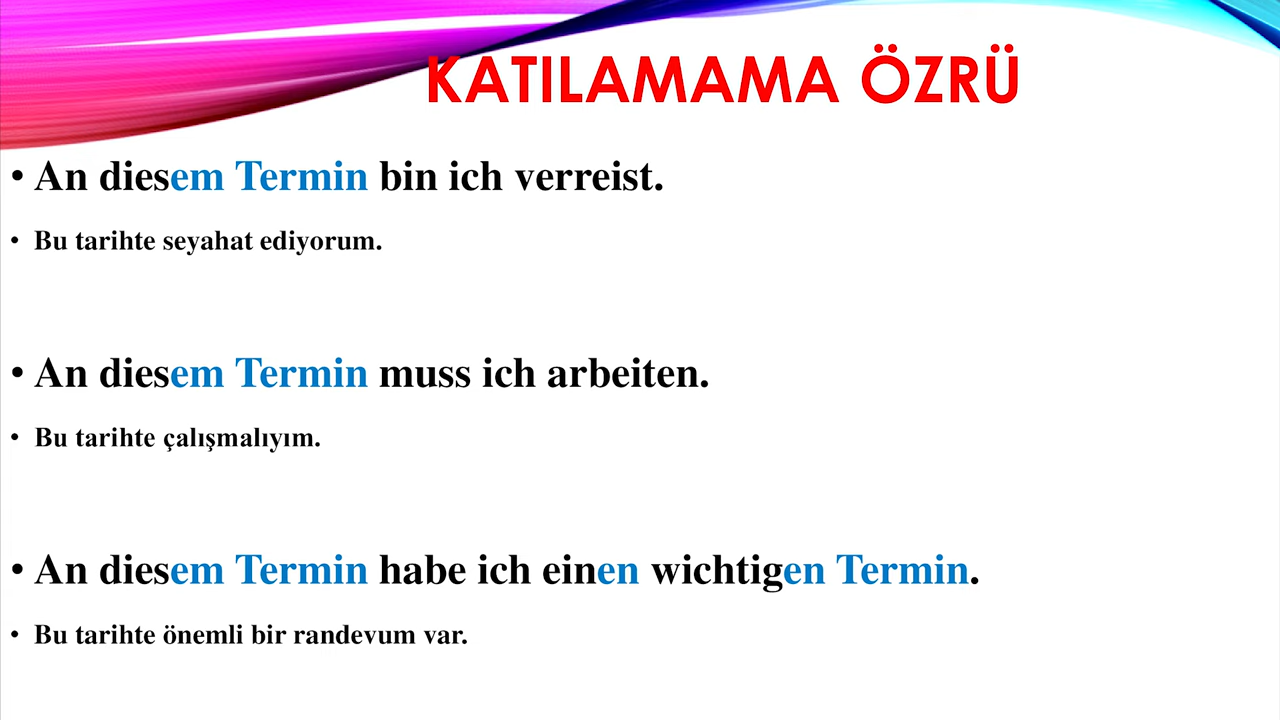 KATILAMAMA ÖZRÜ
• An diesem Termin bin ich verreist.
• Bu tarihte seyahat ediyorum.
• An diesem Termin muss ich arbeiten.
• Bu tarihte çalışmalıyım.
• An diesem Termin habe ich einen wichtigen Termin.
• Bu tarihte önemli bir randevum var.